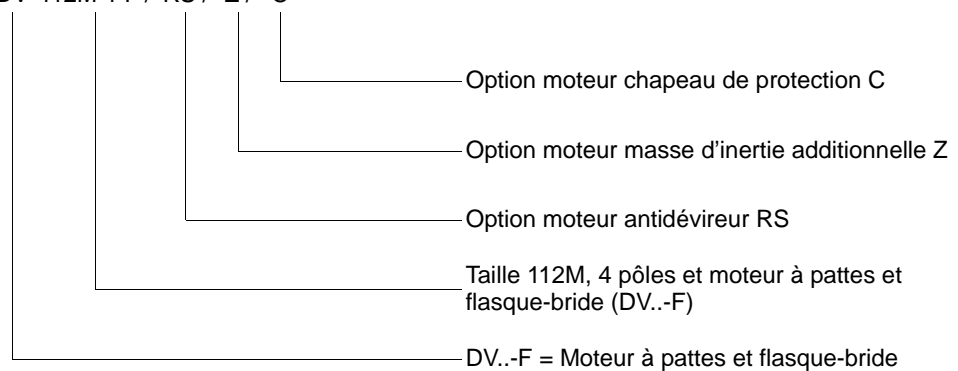 Option moteur chapeau de protection C
Option moteur masse d'inertie additionnelle Z
Option moteur antidévireur RS
Taille 112M, 4 pôles et moteur à pattes et
flasque-bride (DV..-F)
DV..-F = Moteur à pattes et flasque-bride